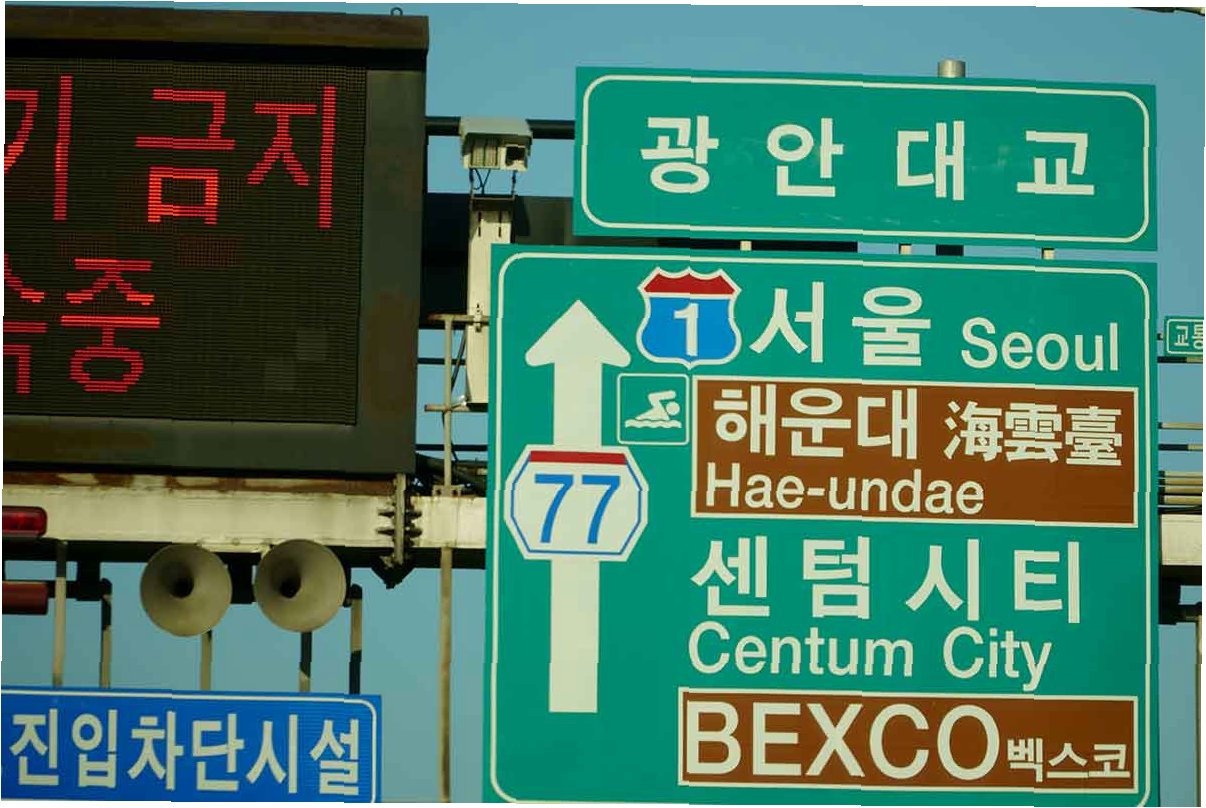 기 금지
중
광안대교
1 서울 Seoul
해운대 海雲臺
Hae-undae
77
센텀시티
Centum City
BEXCO 벡스코
진입차단시설
교통